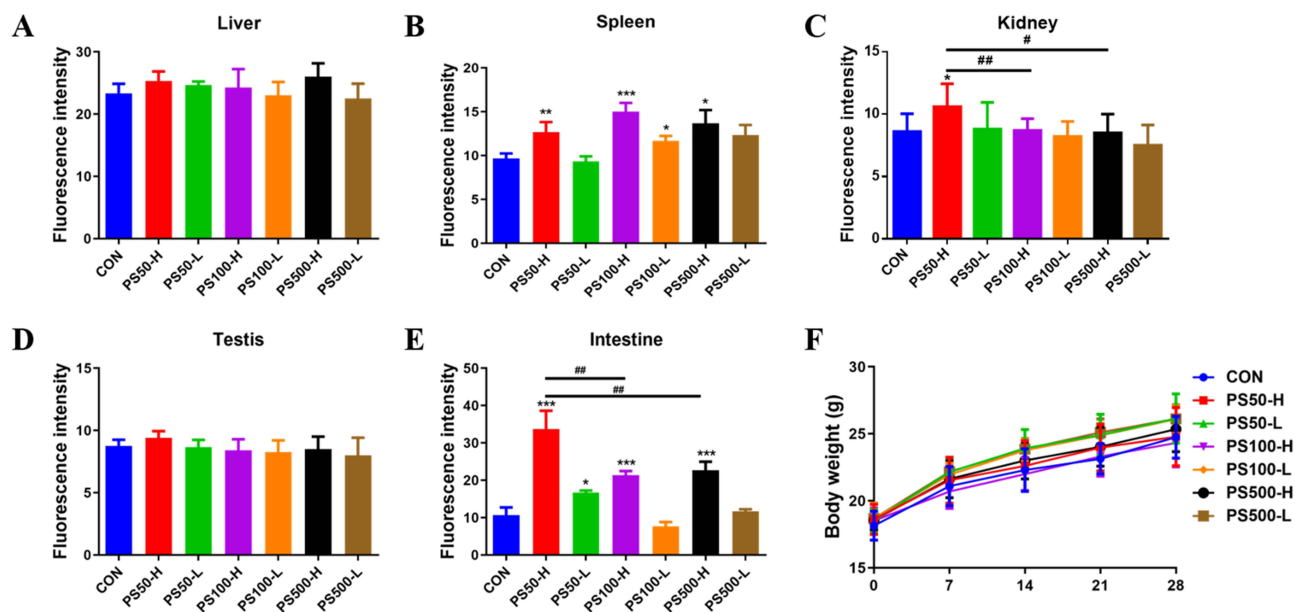 A
Liver
Fluorescence intensity
30
20
10
0
CON
PS50-H
PS50-L
PS100-H
PS100-L
PS500-H
PS500-L
B
Spleen
Fluorescence intensity
20
15
10
5
0
**
***
*
*
CON
PS50-H
PS50-L
PS100-H
PS100-L
PS500-H
PS500-L
C
Kidney
Fluorescence intensity
15
10
5
0
#
##
*
CON
PS50-H
PS50-L
PS100-H
PS100-L
PS500-H
PS500-L
D
Testis
Fluorescence intensity
15
10
5
0
CON
PS50-H
PS50-L
PS100-H
PS100-L
PS500-H
PS500-L
E
Intestine
Fluorescence intensity
50
40
30
20
10
0
##
##
***
*
***
***
CON
PS50-H
PS50-L
PS100-H
PS100-L
PS500-H
PS500-L
F
Body weight (g)
30
25
20
15
0
7
14
21
28
CON
PS50-H
PS50-L
PS100-H
PS100-L
PS500-H
PS500-L